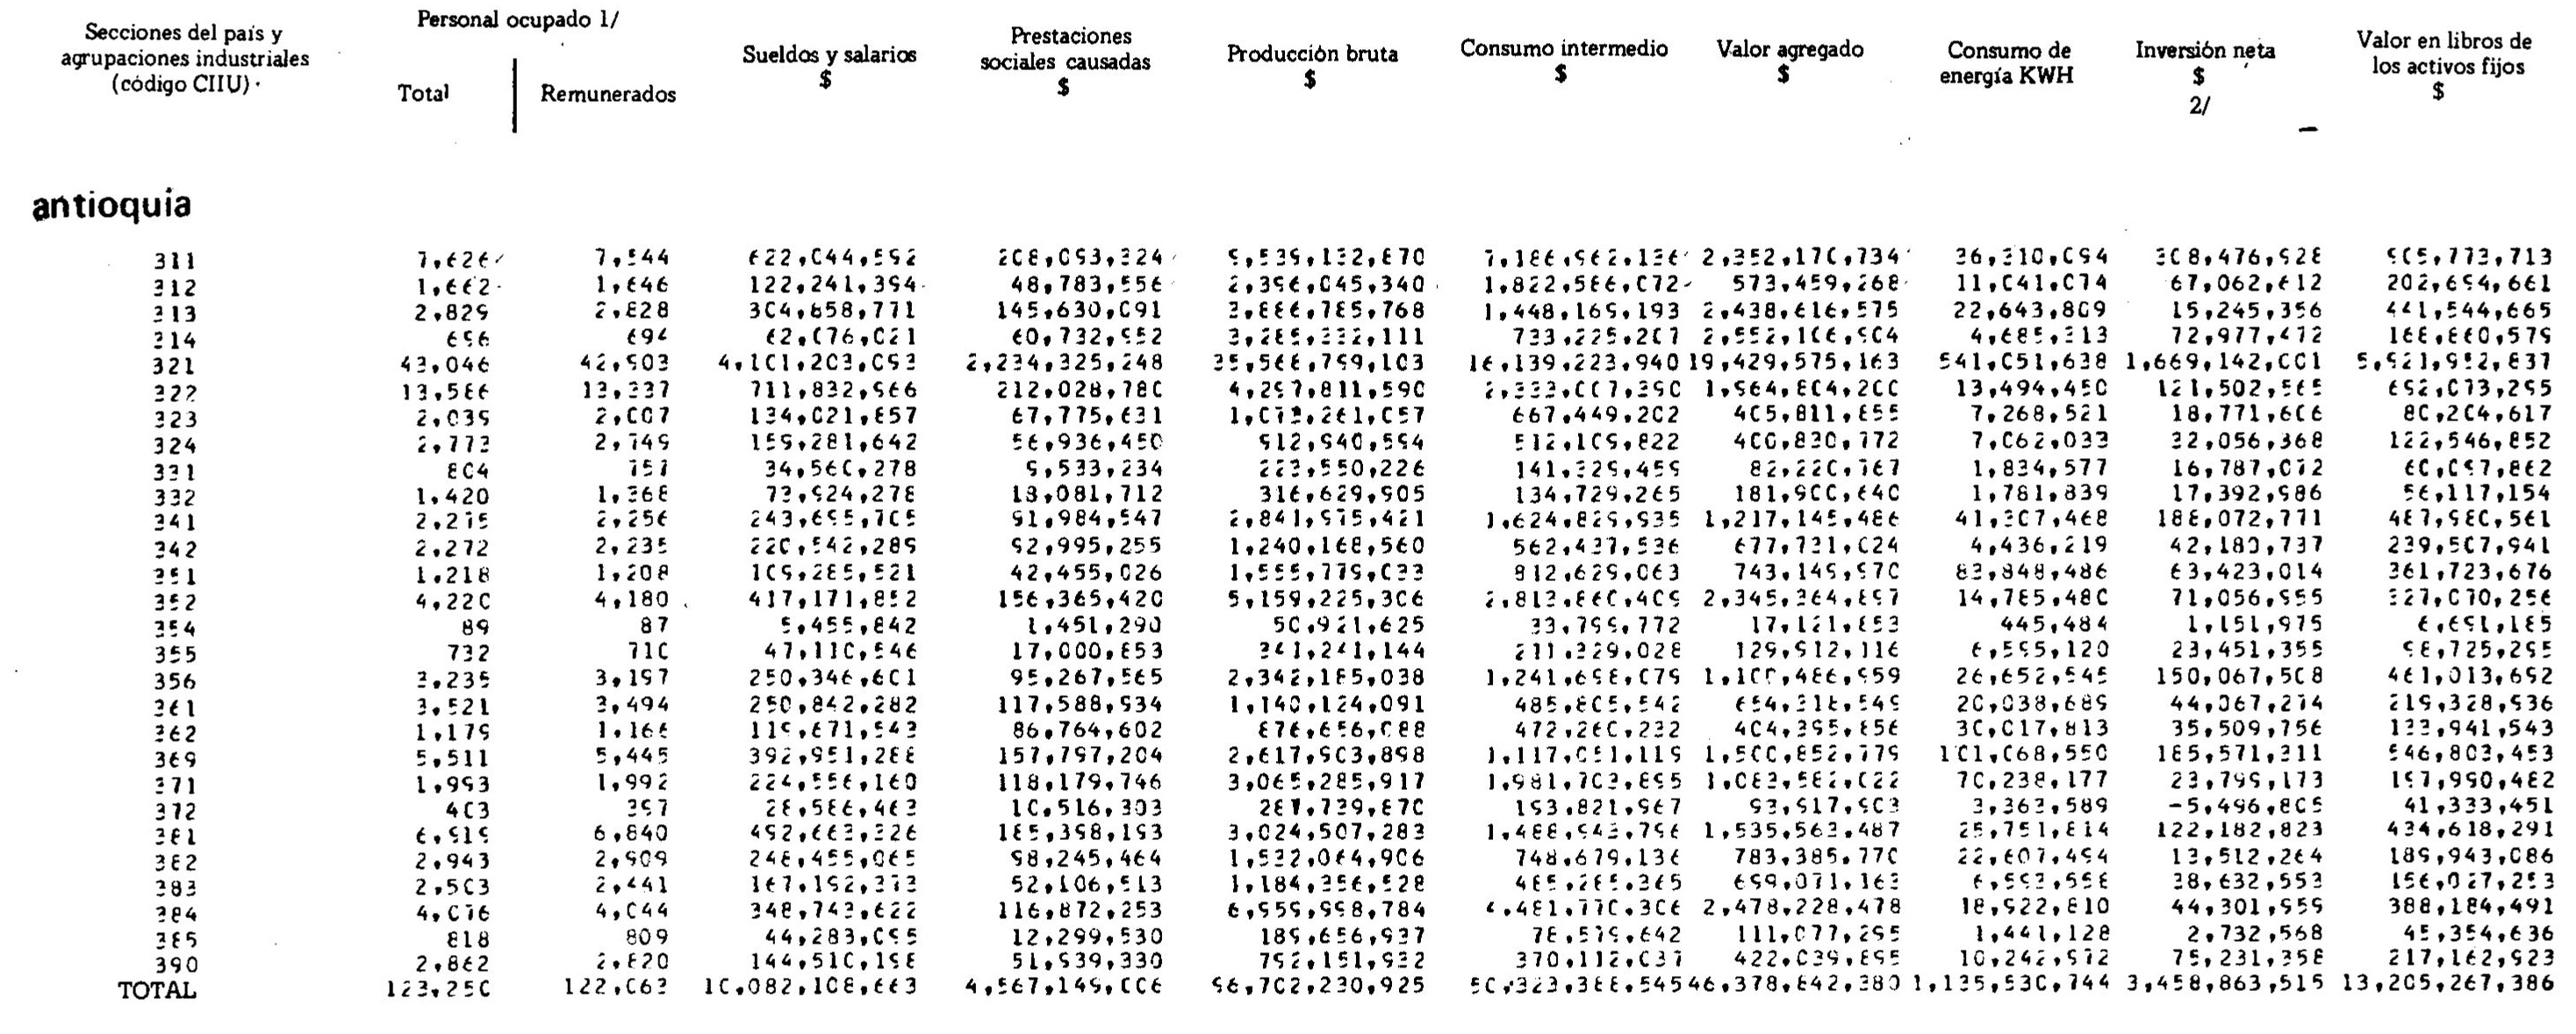 Secciones del país y agrupaciones industriales (código CIIU)
Personal ocupado 1/
Total
Remunerados
Sueldos y salarios $
Prestaciones sociales causadas $
Producción bruta $
Consumo intermedio $
Valor agregado $
Consumo de energía KWH
Inversión neta $ 2/
Valor en libros de los activos fijos $
antioquia
311 7,626 7,544 622,044,592 208,093,324 9,539,132,870 7,186,962,136 2,352,170,734 36,310,094 308,476,928 905,773,713
312 1,662 1,646 122,241,394 48,783,556 2,396,045,340 1,822,586,072 573,459,268 11,041,074 67,062,612 202,694,661
313 2,829 2,828 304,858,771 145,630,091 3,886,785,768 1,448,169,193 2,438,616,575 22,643,809 15,245,356 441,544,665
314 696 694 62,076,021 60,732,952 3,285,332,111 733,225,207 2,552,106,904 4,685,313 72,977,472 168,860,579
321 43,046 42,903 4,101,203,093 2,234,325,248 35,568,799,103 16,139,223,940 19,429,575,163 541,051,638 1,669,142,001 5,921,952,837
322 13,586 13,337 711,832,966 212,028,780 4,297,811,590 2,333,007,390 1,964,804,200 13,494,450 121,502,565 692,073,295
323 2,039 2,007 134,021,857 67,775,631 1,073,261,057 667,449,202 405,811,855 7,268,521 18,771,606 80,204,617
324 2,773 2,749 159,281,642 56,936,450 912,940,594 512,109,822 400,830,772 7,062,033 32,056,368 122,546,852
331 804 757 34,560,278 9,533,234 223,550,226 141,329,459 82,220,767 1,834,577 16,787,072 60,097,862
332 1,420 1,368 73,924,278 18,081,712 316,629,905 134,729,265 181,900,640 1,781,839 17,392,986 56,117,154
341 2,275 2,256 243,695,705 91,984,547 2,841,975,421 1,624,829,935 1,217,145,486 41,307,468 188,072,771 487,980,561
342 2,272 2,235 220,542,289 92,995,255 1,240,168,560 562,437,536 677,731,024 4,436,219 42,180,737 239,507,941
351 1,218 1,208 109,285,521 42,455,026 1,555,779,033 812,629,063 743,149,970 83,848,486 63,423,014 361,723,676
352 4,220 4,180 417,171,852 156,365,420 5,159,225,306 2,813,860,409 2,345,364,897 14,785,480 71,056,955 327,070,256
354 89 87 5,455,842 1,451,290 50,921,625 33,799,772 17,121,853 445,484 1,151,975 6,691,185
355 732 710 47,110,546 17,000,853 341,241,144 211,329,028 129,912,116 6,595,120 23,451,355 98,725,295
356 3,235 3,197 250,346,601 95,267,565 2,342,185,038 1,241,698,079 1,100,486,959 26,652,545 150,067,508 461,013,692
361 3,521 3,494 250,842,282 117,588,934 1,140,124,091 485,805,542 654,318,549 20,038,689 44,067,274 219,328,936
362 1,179 1,166 119,671,543 86,764,602 876,656,088 472,260,232 404,395,856 30,017,813 35,509,756 133,941,543
369 5,511 5,445 392,951,288 157,797,204 2,617,903,898 1,117,051,119 1,500,852,779 101,068,550 185,571,311 546,803,453
371 1,993 1,992 224,556,160 118,179,746 3,065,285,917 1,981,703,895 1,083,582,022 70,238,177 23,799,173 197,990,482
372 403 397 28,586,463 10,516,303 287,739,870 193,821,967 93,917,903 3,363,589 -5,496,805 41,333,451
381 6,919 6,840 492,663,326 185,398,193 3,024,507,283 1,488,943,796 1,535,563,487 25,751,814 122,182,823 434,618,291
382 2,943 2,909 248,455,065 98,245,464 1,532,064,906 748,679,136 783,385,770 22,607,494 13,512,264 189,943,086
383 2,503 2,441 167,192,373 52,106,513 1,184,356,528 485,285,365 699,071,163 6,593,558 38,632,553 156,027,253
384 4,076 4,044 348,743,622 116,872,253 6,959,998,784 4,481,770,306 2,478,228,478 18,922,810 44,301,959 388,184,491
385 818 809 44,283,095 12,299,530 189,656,937 78,579,642 111,077,295 1,441,128 2,732,568 45,354,636
390 2,862 2,820 144,510,198 51,939,330 792,151,932 370,112,037 422,039,895 10,242,972 75,231,358 217,162,923
TOTAL 123,250 122,063 10,082,108,663 4,567,149,006 96,702,230,925 50,323,388,545 46,378,842,380 1,135,530,744 3,458,863,515 13,205,267,386